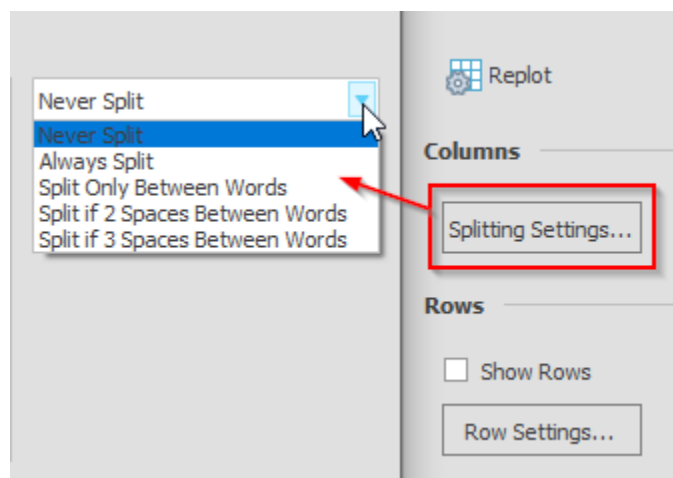 Never Split
Never Split
Always Split
Split Only Between Words
Split if 2 Spaces Between Words
Split if 3 Spaces Between Words
Replot
Columns
Splitting Settings...
Rows
Show Rows
Row Settings...